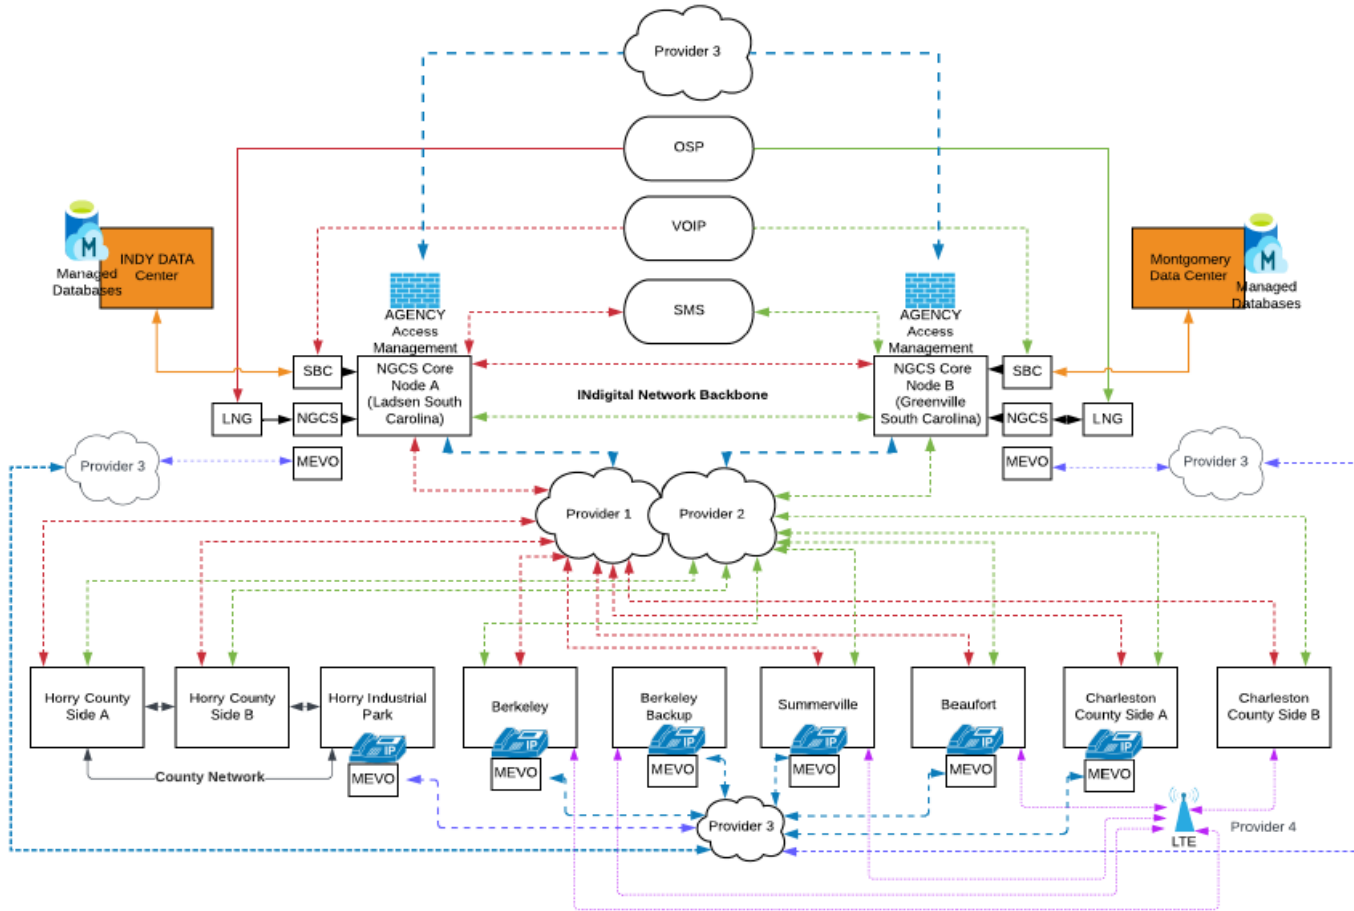 Provider 3
OSP
VOIP
SMS
M
Managed
Databases
INDY DATA
Center
Montgomery
Data Center
M
Managed
Databases
AGENCY
Access
Management
AGENCY
Access
Management
SBC
NGCS Core
Node A
(Ladsen South
Carolina)
LNG
NGCS
MEVO
INdigital Network Backbone
NGCS Core
Node B
(Greenville
South Carolina)
SBC
NGCS
LNG
MEVO
Provider 3
Provider 3
Provider 1
Provider 2
Horry County
Side A
Horry County
Side B
Horry Industrial
Park
Berkeley
Berkeley
Backup
Summerville
Beaufort
Charleston
County Side A
Charleston
County Side B
County Network
IP
MEVO
IP
MEVO
IP
MEVO
IP
MEVO
IP
MEVO
IP
MEVO
Provider 3
LTE
Provider 4